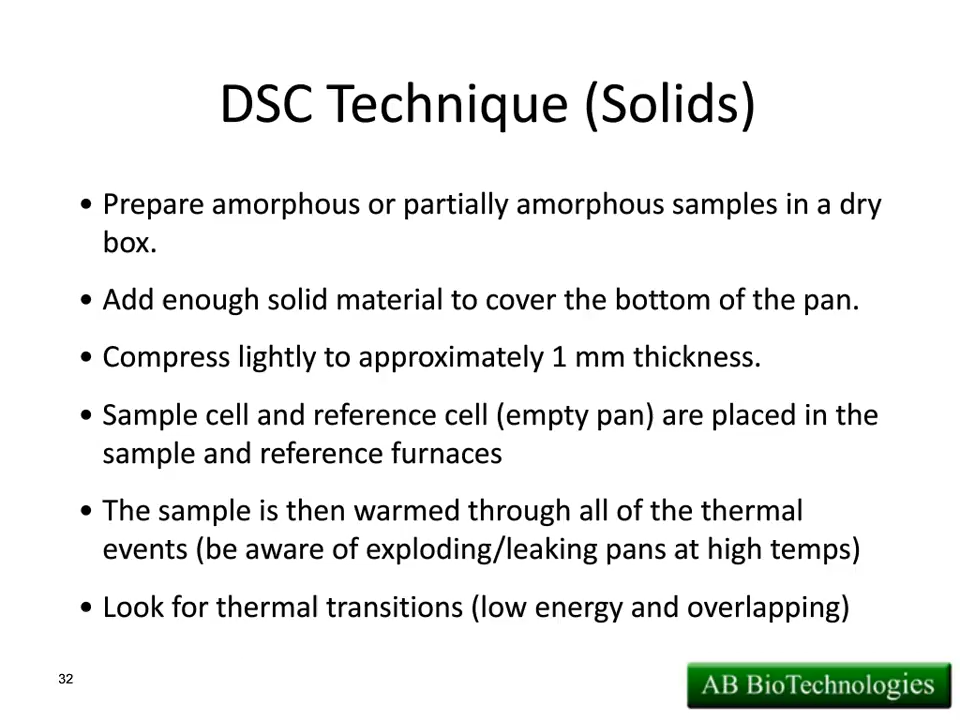 DSC Technique (Solids)
• Prepare amorphous or partially amorphous samples in a dry
box.
• Add enough solid material to cover the bottom of the pan.
• Compress lightly to approximately 1 mm thickness.
• Sample cell and reference cell (empty pan) are placed in the
sample and reference furnaces
• The sample is then warmed through all of the thermal
events (be aware of exploding/leaking pans at high temps)
• Look for thermal transitions (low energy and overlapping)
32
AB BioTechnologies